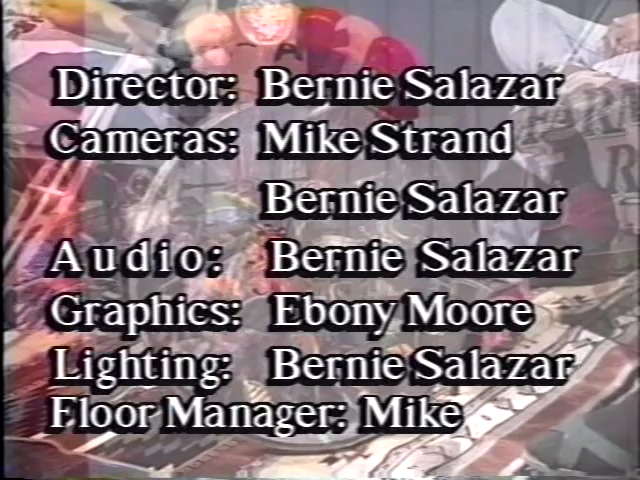 Director: Bernie Salazar
Cameras: Mike Strand
Bernie Salazar
Audio: Bernie Salazar
Graphics: Ebony Moore
Lighting: Bernie Salazar
Floor Manager: Mike